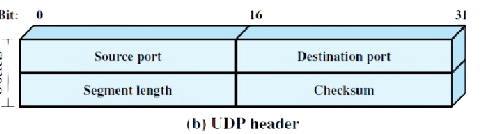 Bit: 0 16 31
Source port Destination port
Segment length Checksum
(b) UDP header